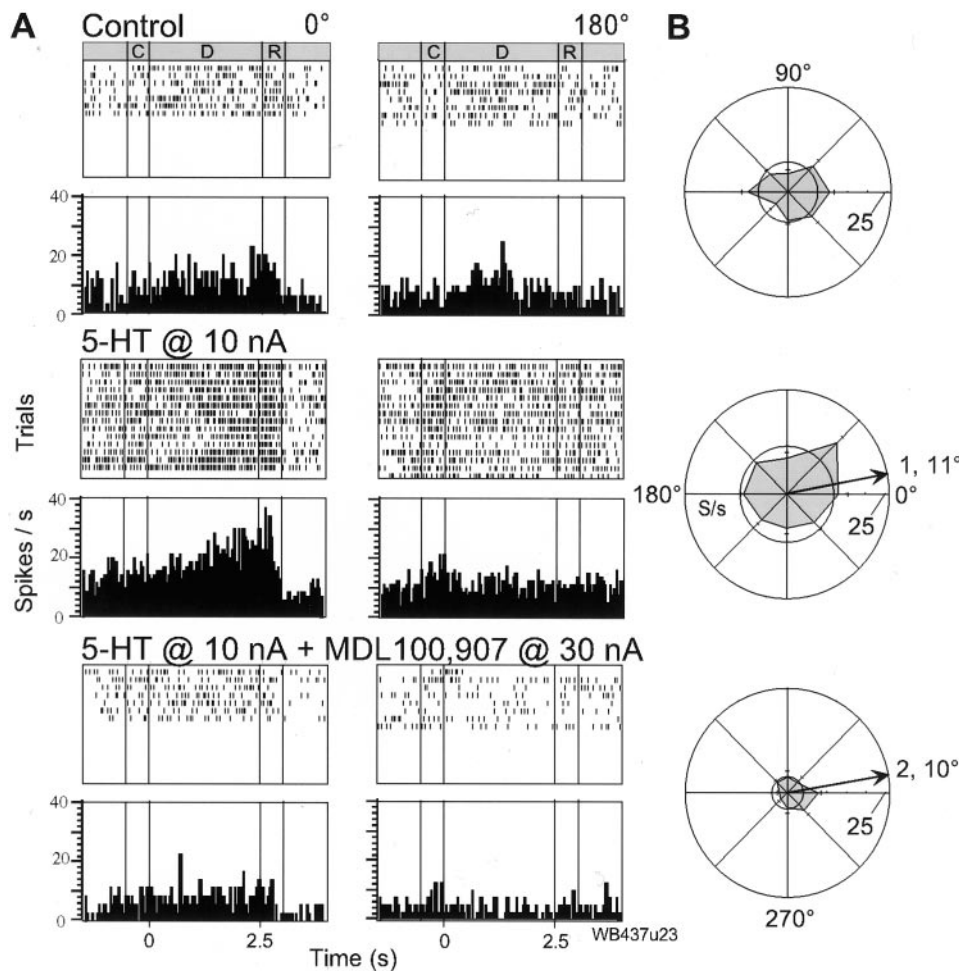 A Control 0° 180° B
C D R C D R
90°
40
20
0
25
5-HT @ 10 nA
Trials
40
20
0
Spikes / s
180° S/s 1, 11°
0°
25
5-HT @ 10 nA + MDL100,907 @ 30 nA
40
20
0
2, 10°
25
270°
0 2.5 0 2.5 WB437u23
Time (s)